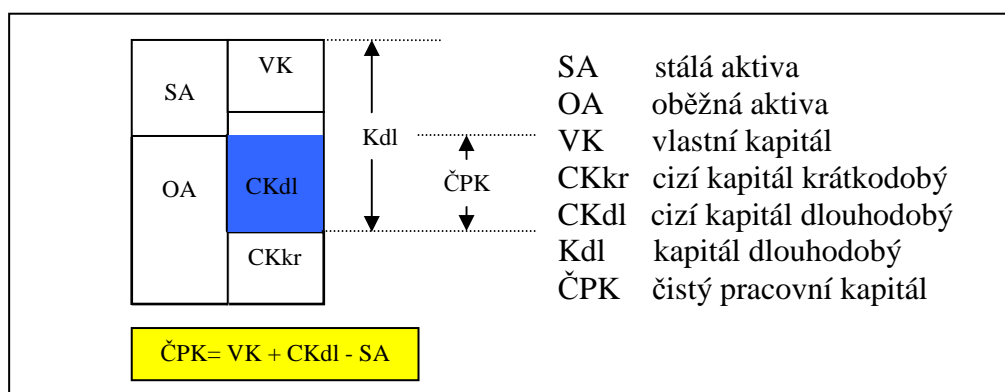 SA
VK
OA
CKdl
CKkr
Kdl
ČPK
SA stálá aktiva
OA oběžná aktiva
VK vlastní kapitál
CKkr cizí kapitál krátkodobý
CKdl cizí kapitál dlouhodobý
Kdl kapitál dlouhodobý
ČPK čistý pracovní kapitál
ČPK= VK + CKdl - SA